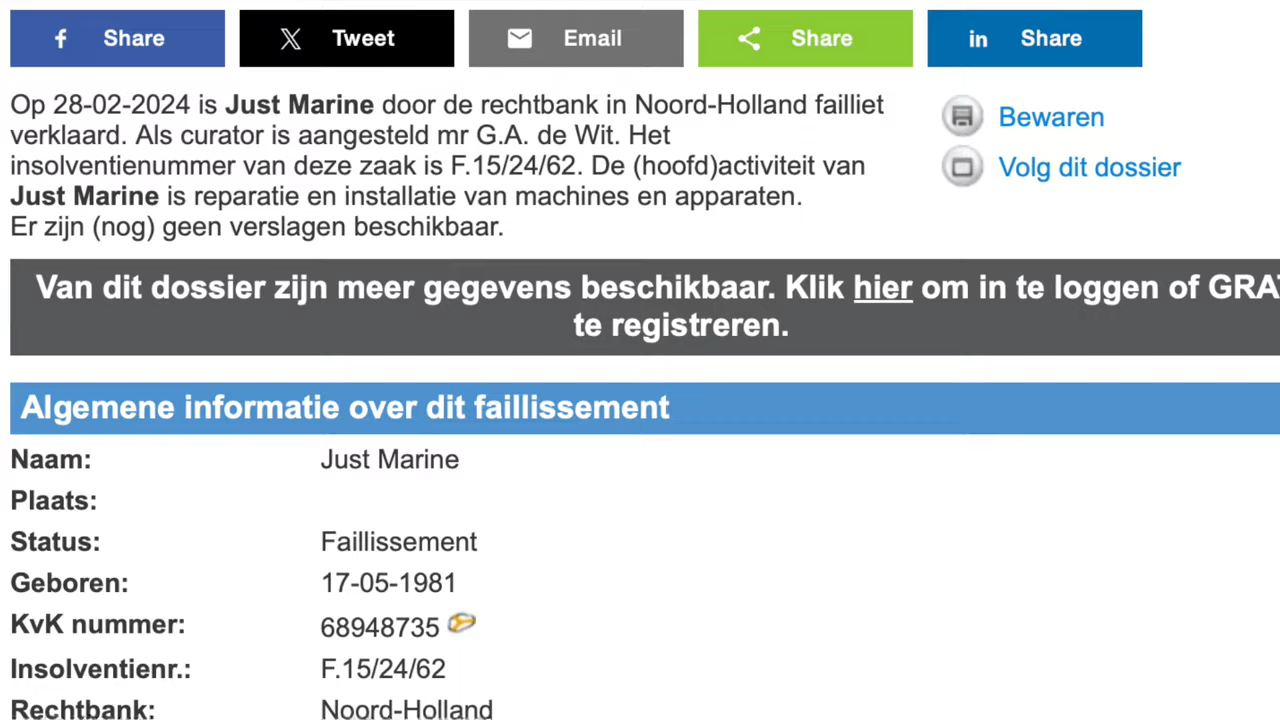 Share
Tweet
Email
Share
Share
Op 28-02-2024 is Just Marine door de rechtbank in Noord-Holland failliet
verklaard. Als curator is aangesteld mr G.A. de Wit. Het
insolventienummer van deze zaak is F.15/24/62. De (hoofd)activiteit van
Just Marine is reparatie en installatie van machines en apparaten.
Er zijn (nog) geen verslagen beschikbaar.
Bewaren
Volg dit dossier
Van dit dossier zijn meer gegevens beschikbaar. Klik hier om in te loggen of GRA
te registreren.
Algemene informatie over dit faillissement
Naam: Just Marine
Plaats:
Status: Faillissement
Geboren: 17-05-1981
KvK nummer: 68948735
Insolventienr.: F.15/24/62
Rechtbank: Noord-Holland